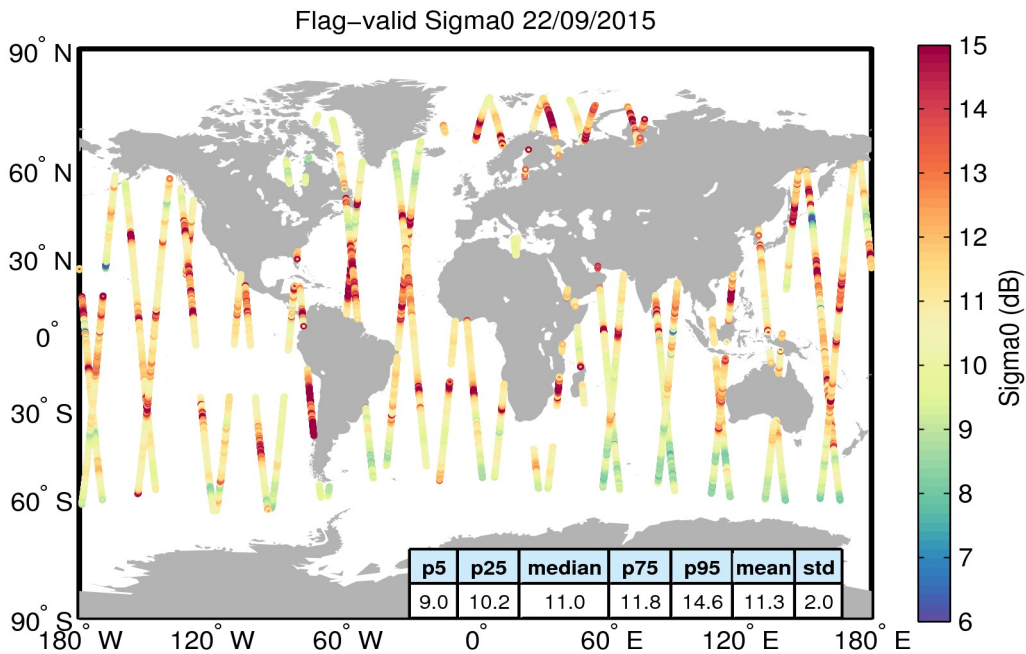 Flag−valid Sigma0 22/09/2015
90° N
60° N
30° N
0°
30° S
60° S
90° S
180° W
120° W
60° W
0°
60° E
120° E
180° E
15
14
13
12
11
10
9
8
7
6
Sigma0 (dB)
p5 p25 median p75 p95 mean std
9.0 10.2 11.0 11.8 14.6 11.3 2.0